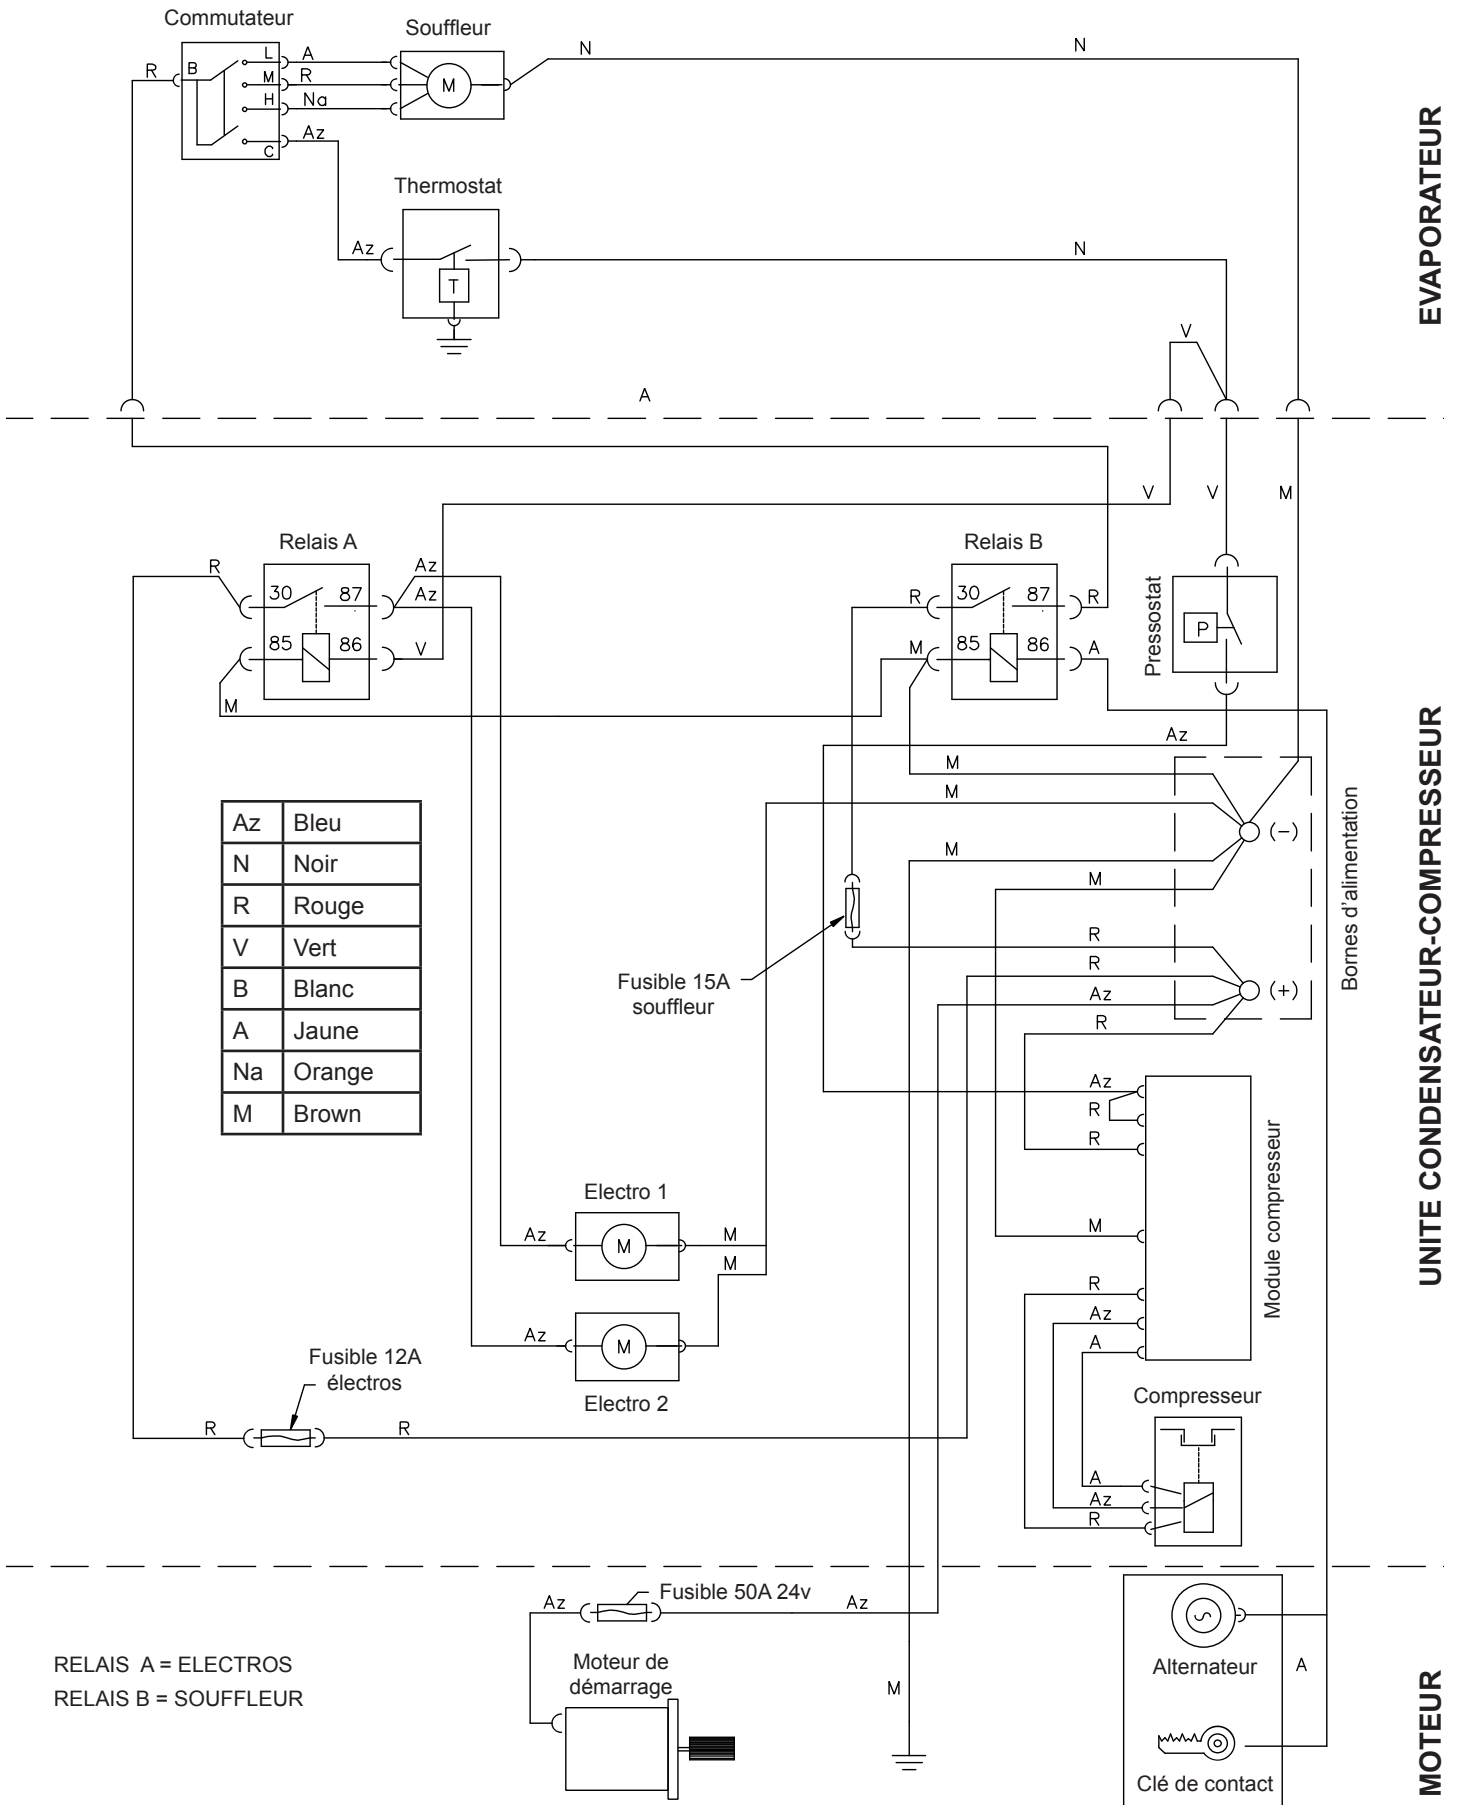 Commutateur
Souffleur
R
B
L
M
H
C
A
R
Na
Az
M
N
N
EVAPORATEUR
Thermostat
Az
T
N
V
A
V
V
M
Relais A
R
30
87
85
86
Az
Az
V
M
Relais B
R
30
87
R
M
85
86
A
Pressostat
P
Az
M
M
M
M
(-)
R
R
Az
R
(+)
Bornes d'alimentation
UNITE CONDENSATEUR-COMPRESSEUR
Az Bleu
N Noir
R Rouge
V Vert
B Blanc
A Jaune
Na Orange
M Brown
Fusible 15A
souffleur
Az
R
R
M
R
Az
A
Module compresseur
Electro 1
Az
M
M
M
Az
M
Electro 2
Fusible 12A
électros
R
R
Compresseur
A
Az
R
Az
Fusible 50A 24v
Az
Moteur de
démarrage
M
RELAIS A = ELECTROS
RELAIS B = SOUFFLEUR
Alternateur
A
Clé de contact
MOTEUR